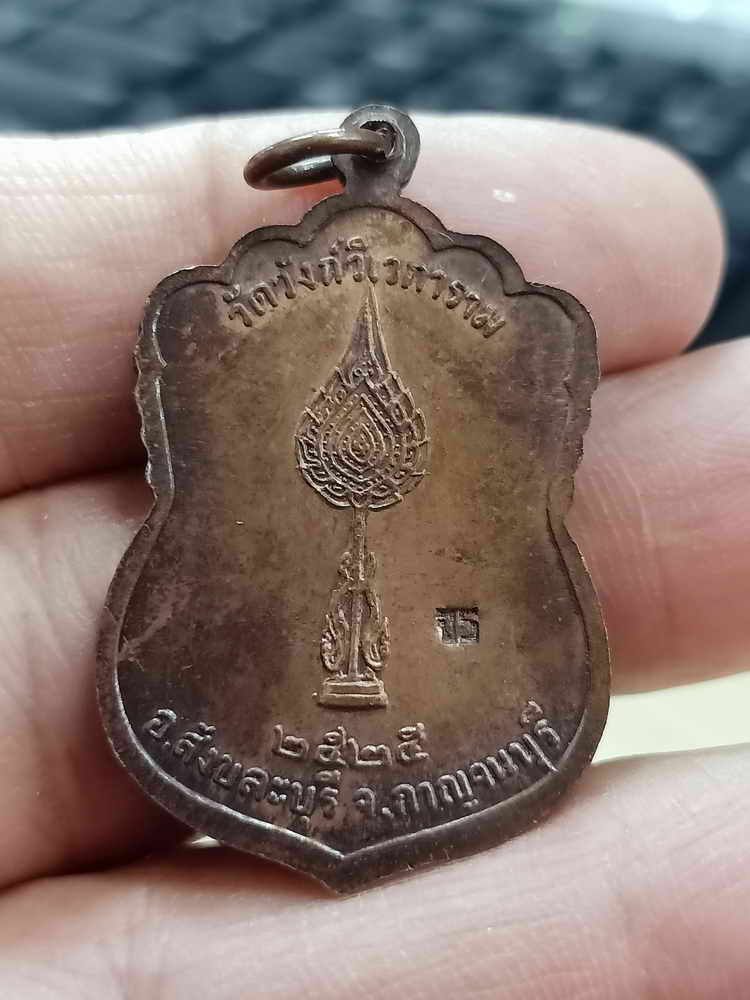 วัดวังก์วิเวการาม
๒๕๒๕
อ.สังขละบุรี จ.กาญจนบุรี